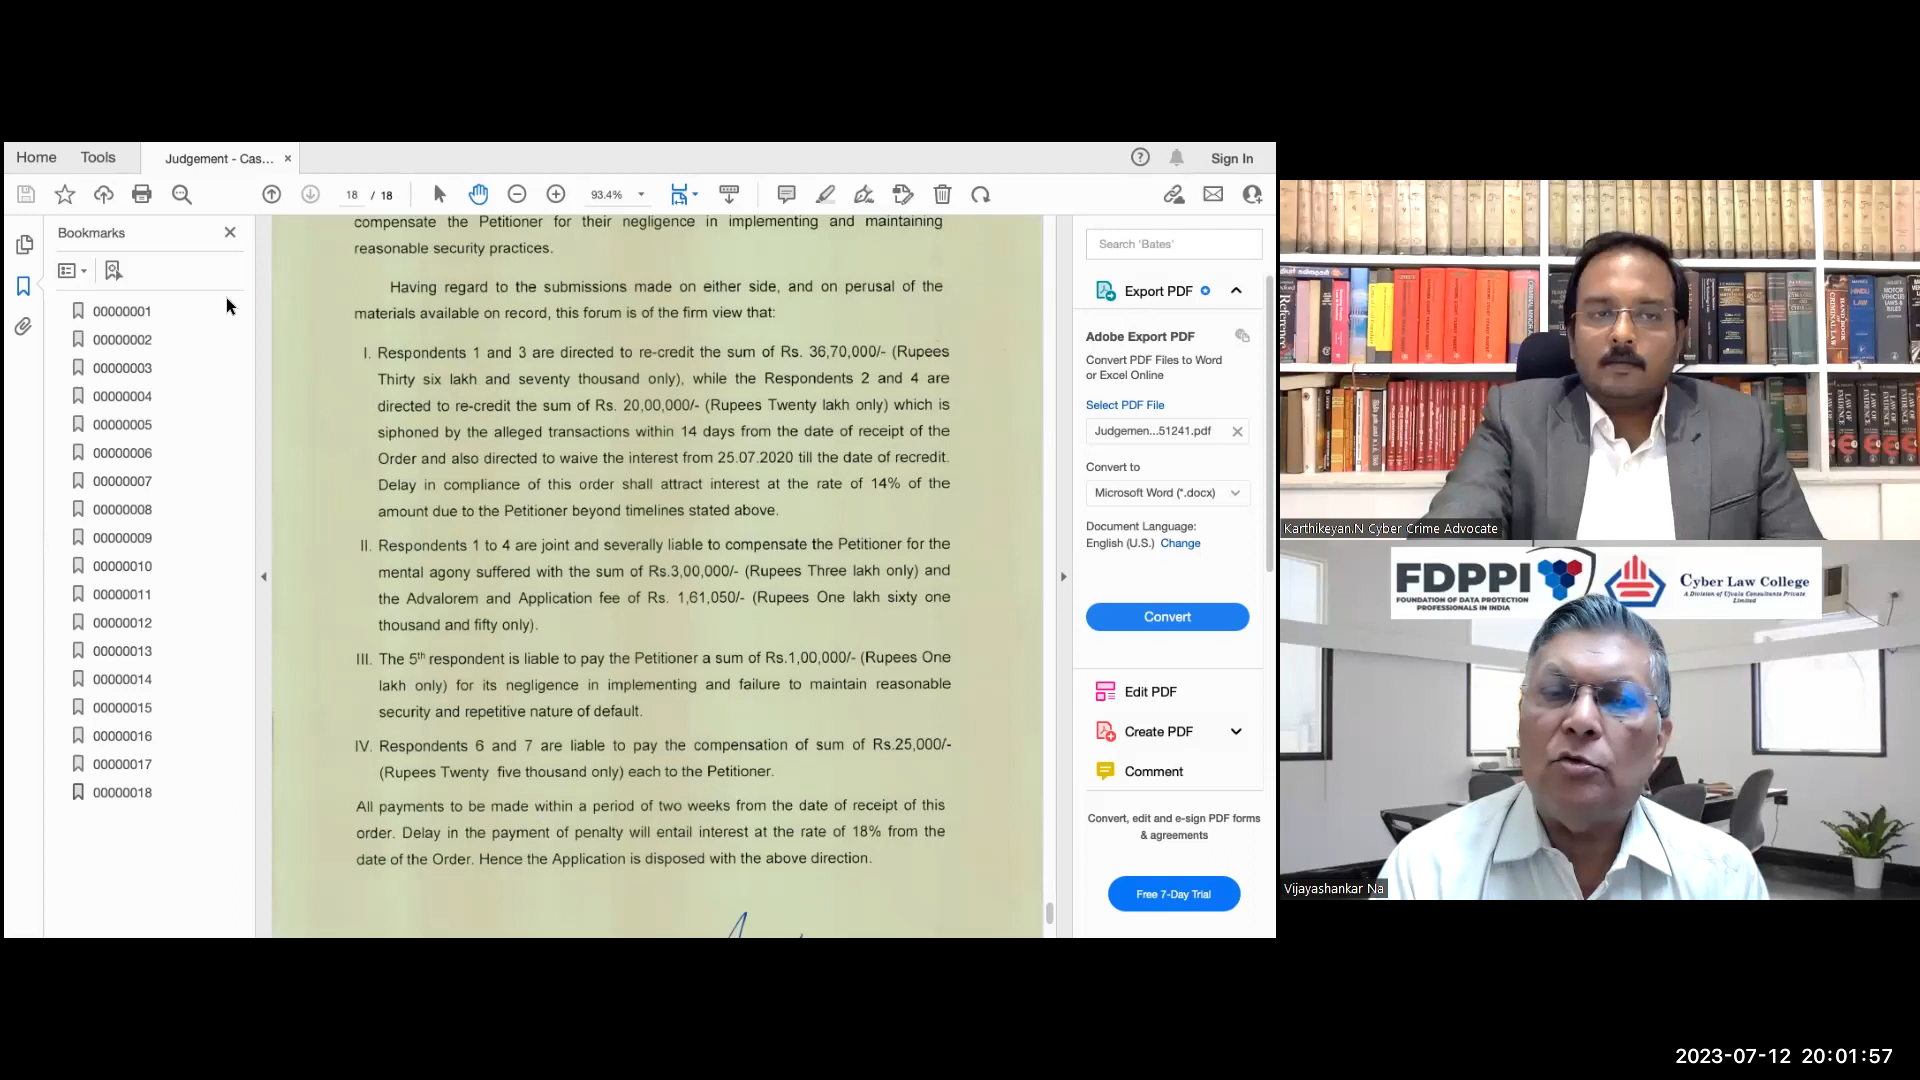 Home
Tools
Judgement - Cas...
Sign In
18 / 18
93.4%
Bookmarks
00000001
00000002
00000003
00000004
00000005
00000006
00000007
00000008
00000009
00000010
00000011
00000012
00000013
00000014
00000015
00000016
00000017
00000018
compensate the Petitioner for their negligence in implementing and maintaining
reasonable security practices.
Having regard to the submissions made on either side, and on perusal of the
materials available on record, this forum is of the firm view that:
I. Respondents 1 and 3 are directed to re-credit the sum of Rs. 36,70,000/- (Rupees
Thirty six lakh and seventy thousand only), while the Respondents 2 and 4 are
directed to re-credit the sum of Rs. 20,00,000/- (Rupees Twenty lakh only) which is
siphoned by the alleged transactions within 14 days from the date of receipt of the
Order and also directed to waive the interest from 25.07.2020 till the date of recredit.
Delay in compliance of this order shall attract interest at the rate of 14% of the
amount due to the Petitioner beyond timelines stated above.
II. Respondents 1 to 4 are joint and severally liable to compensate the Petitioner for the
mental agony suffered with the sum of Rs.3,00,000/- (Rupees Three lakh only) and
the Advalorem and Application fee of Rs. 1,61,050/- (Rupees One lakh sixty one
thousand and fifty only).
III. The 5th respondent is liable to pay the Petitioner a sum of Rs.1,00,000/- (Rupees One
lakh only) for its negligence in implementing and failure to maintain reasonable
security and repetitive nature of default.
IV. Respondents 6 and 7 are liable to pay the compensation of sum of Rs.25,000/-
(Rupees Twenty five thousand only) each to the Petitioner.
All payments to be made within a period of two weeks from the date of receipt of this
order. Delay in the payment of penalty will entail interest at the rate of 18% from the
date of the Order. Hence the Application is disposed with the above direction.
Search 'Bates'
Export PDF
Adobe Export PDF
Convert PDF Files to Word
or Excel Online
Select PDF File
Judgemen...51241.pdf
Convert to
Microsoft Word (*.docx)
Document Language:
English (U.S.) Change
Convert
Edit PDF
Create PDF
Comment
Convert, edit and e-sign PDF forms
& agreements
Free 7-Day Trial
Karthikeyan.N Cyber Crime Advocate
FDPPI
FOUNDATION OF DATA PROTECTION
PROFESSIONALS IN INDIA
Cyber Law College
A Division of Ujvala Consultants Private
Limited
Vijayashankar Na
2023-07-12 20:01:57